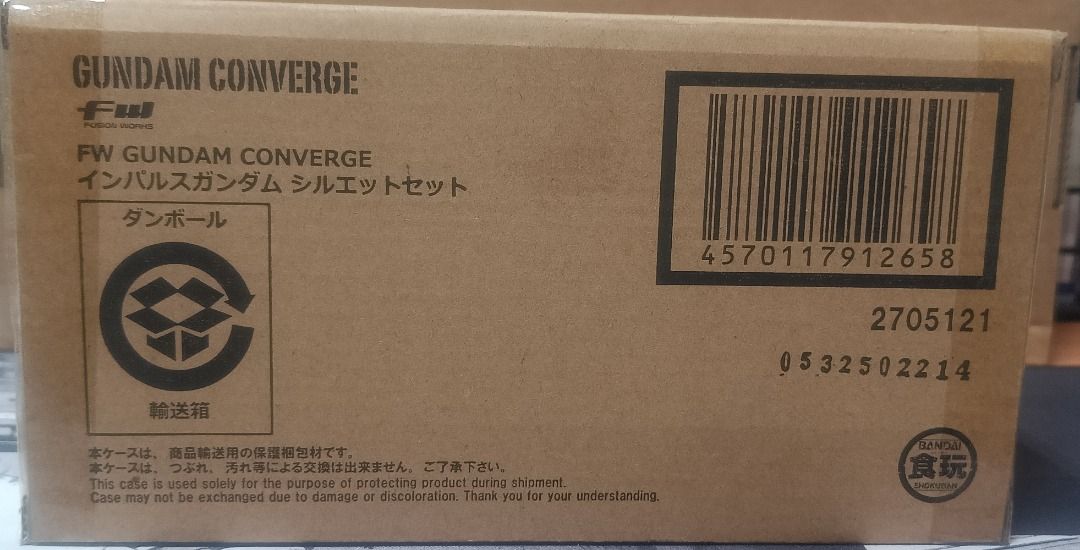 GUNDAM CONVERGE
FW
FUSION WORKS
FW GUNDAM CONVERGE
インパルスガンダム シルエットセット
ダンボール
輸送箱
4570117912658
2705121
0532502214
本ケースは、商品輸送用の保護梱包材です。
本ケースは、つぶれ、汚れ等による交換は出来ません。ご了承下さい。
This case is used solely for the purpose of protecting product during shipment.
Case may not be exchanged due to damage or discoloration. Thank you for your understanding.
BANDAI
食玩
SHOKUGAN